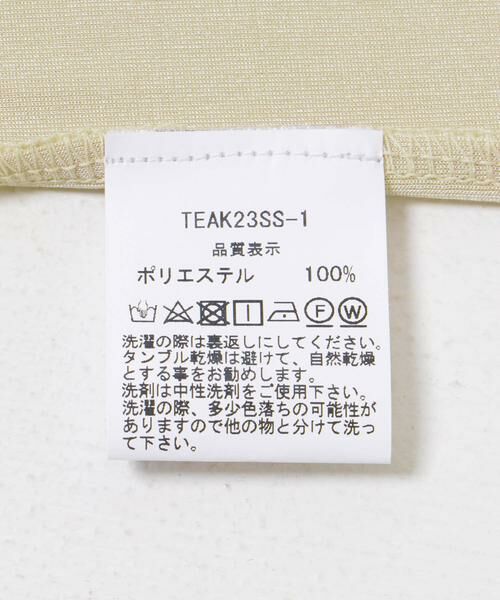 TEAK23SS-1
品質表示
ポリエステル 100%
F W
洗濯の際は裏返しにしてください。
タンブル乾燥は避けて、自然乾燥
とする事をお勧めします。
洗剤は中性洗剤をご使用下さい。
洗濯の際、多少色落ちの可能性が
ありますので他の物と分けて洗っ
て下さい。